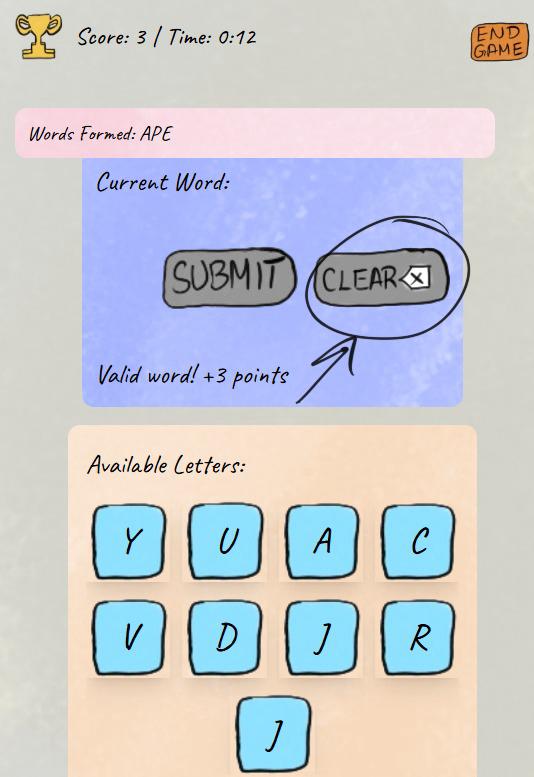 Score: 3 / Time: 0:12
END
GAME
Words Formed: APE
Current Word:
SUBMIT
CLEAR X
Valid word! +3 points
Available Letters:
Y U A C
V D J R
J